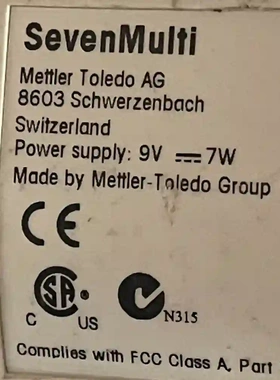 SevenMulti
Mettler Toledo AG
8603 Schwerzenbach
Switzerland
Power supply: 9V ⎓ 7W
Made by Mettler-Toledo Group
CE
SA
C US
N315
Complies with FCC Class A, Part